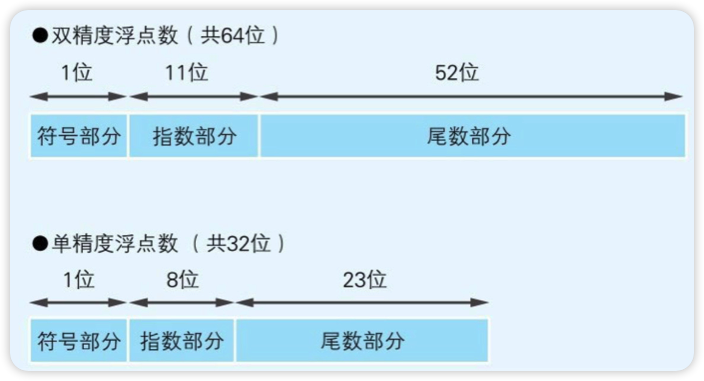 ●双精度浮点数（共64位）
1位 11位 52位
符号部分 指数部分 尾数部分
●单精度浮点数（共32位）
1位 8位 23位
符号部分 指数部分 尾数部分